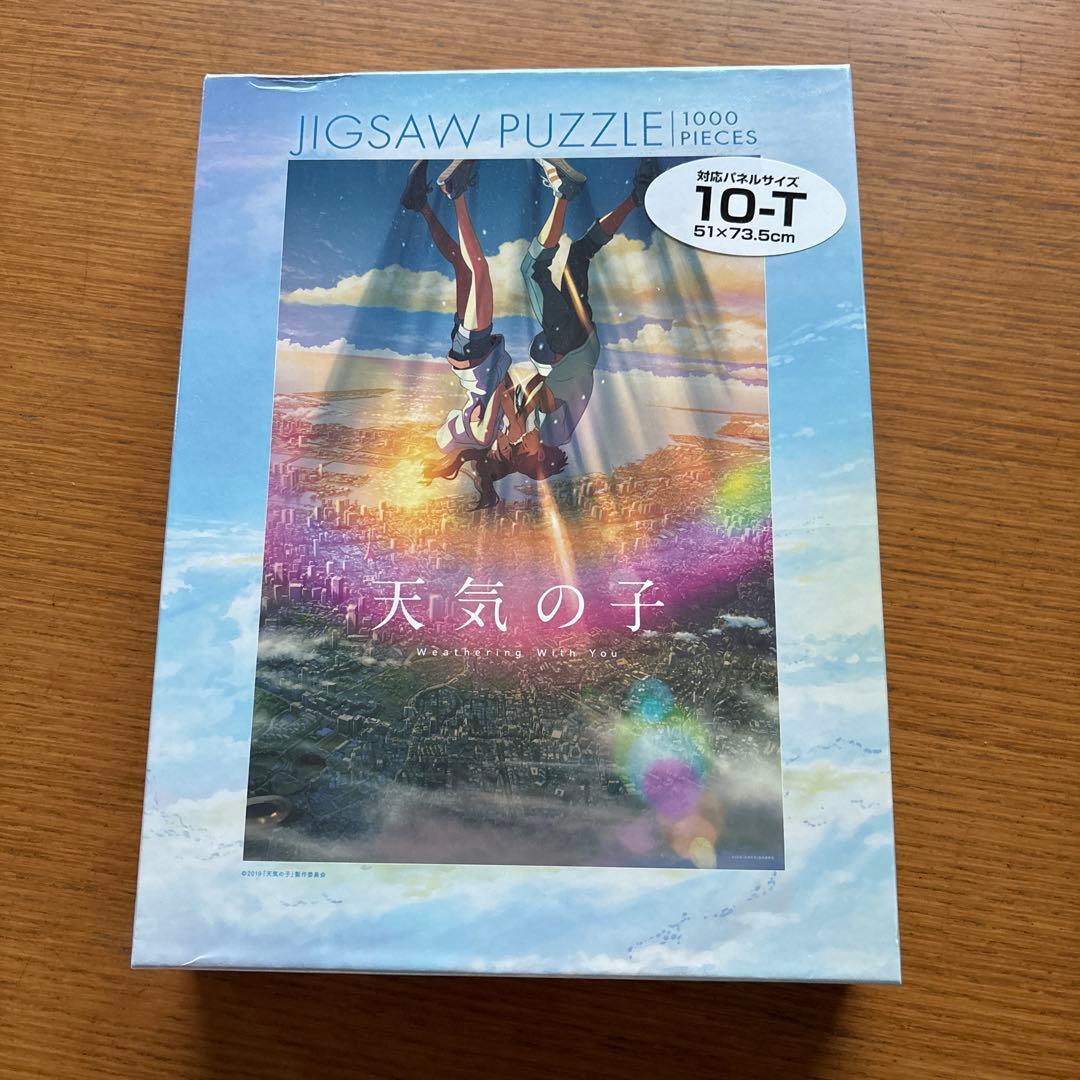 JIGSAW PUZZLE
1000
PIECES
対応パネルサイズ
10-T
51×73.5cm
天気の子
Weathering With You
©2019「天気の子」製作委員会